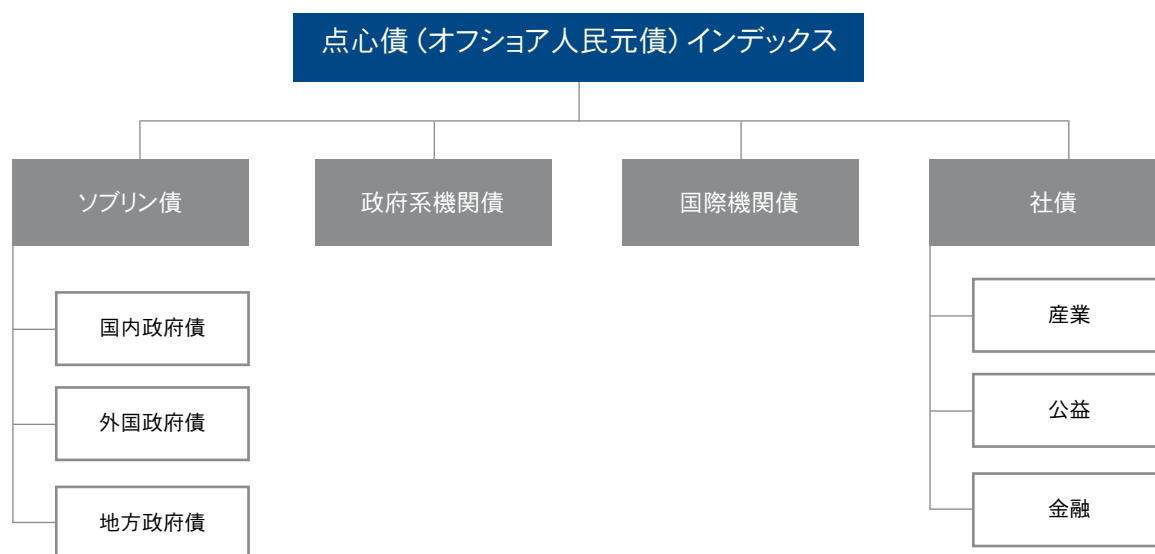 点心債 (オフショア人民元債) インデックス
ソブリン債
政府系機関債
国際機関債
社債
国内政府債
外国政府債
地方政府債
産業
公益
金融